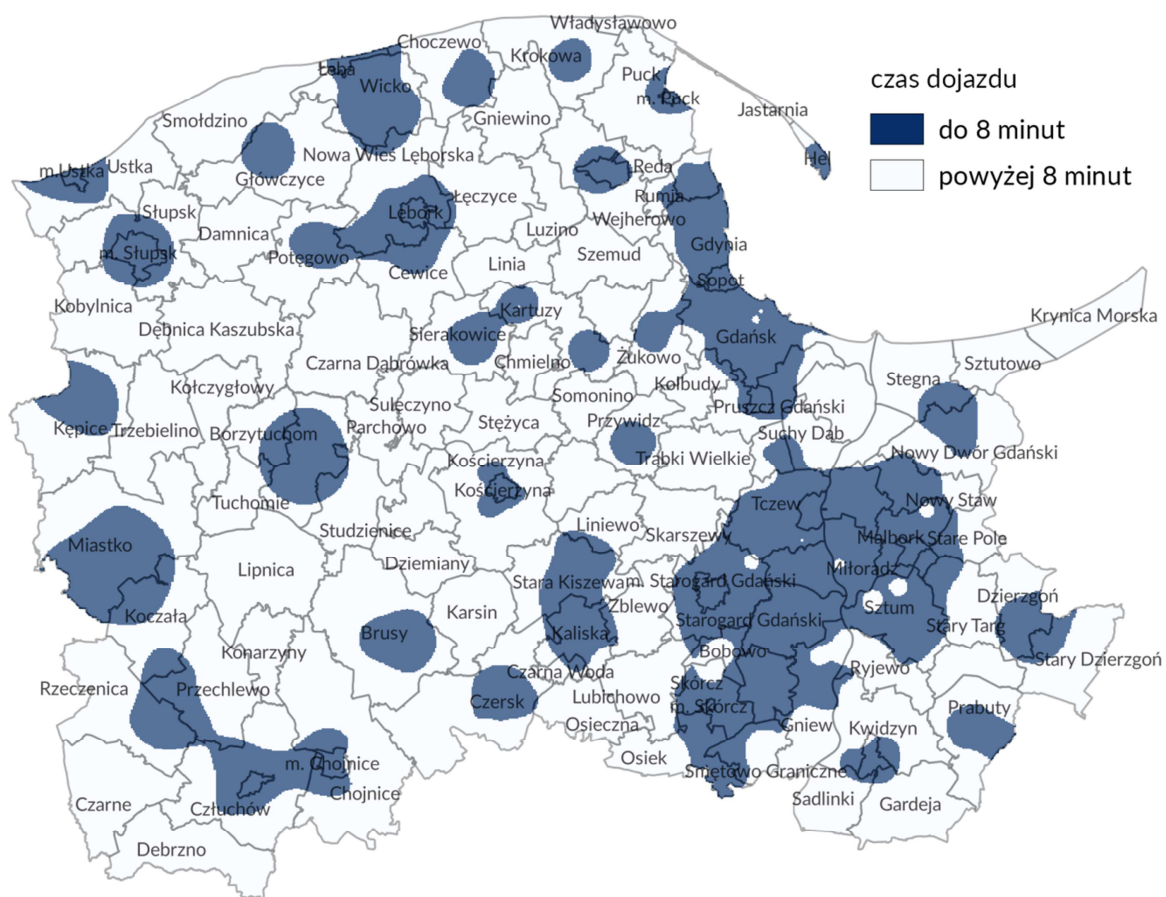 Władysławowo
Choczewo
Krokowa
Łeba
Wicko
Puck
m. Puck
czas dojazdu
do 8 minut
powyżej 8 minut
Jastarnia
Smołdzino
Gniewino
Nowa Wieś Lęborska
Hel
m.Ustka
Ustka
Główczyce
Reda
Rumia
Łęczyce
Słupsk
Lębork
Wejherowo
Damnica
Luzino
m. Słupsk
Potęgowo
Gdynia
Szemud
Linia
Cewice
Sopot
Kobylnica
Kartuzy
Krynica Morska
Dębnica Kaszubska
Sierakowice
Gdańsk
Czarna Dąbrówka
Chmielno
Żukowo
Sztutowo
Stegna
Kołczygłowy
Kolbudy
Somonino
Sulęczyno
Pruszcz Gdański
Kępice
Trzebielino
Borzytuchom
Parchowo
Stężyca
Przywidz
Suchy Dąb
Nowy Dwór Gdański
Kościerzyna
Trąbki Wielkie
Kościerzyna
Tuchomie
Tczew
Nowy Staw
Studzienice
Liniewo
Skarszewy
Miastko
Malbork
Stare Pole
Lipnica
Dziemiany
Miłoradz
Stara Kiszewa
m. Starogard Gdański
Dzierzgoń
Koczała
Karsin
Zblewo
Sztum
Starogard Gdański
Stary Targ
Brusy
Kaliska
Konarzyny
Bobowo
Stary Dzierzgoń
Czarna Woda
Ryjewo
Rzeczenica
Przechlewo
Skórcz
Lubichowo
Czersk
m. Skórcz
Prabuty
Osieczna
Gniew
Kwidzyn
Osiek
m. Chojnice
Smętowo Graniczne
Chojnice
Sadlinki
Gardeja
Czarne
Człuchów
Debrzno